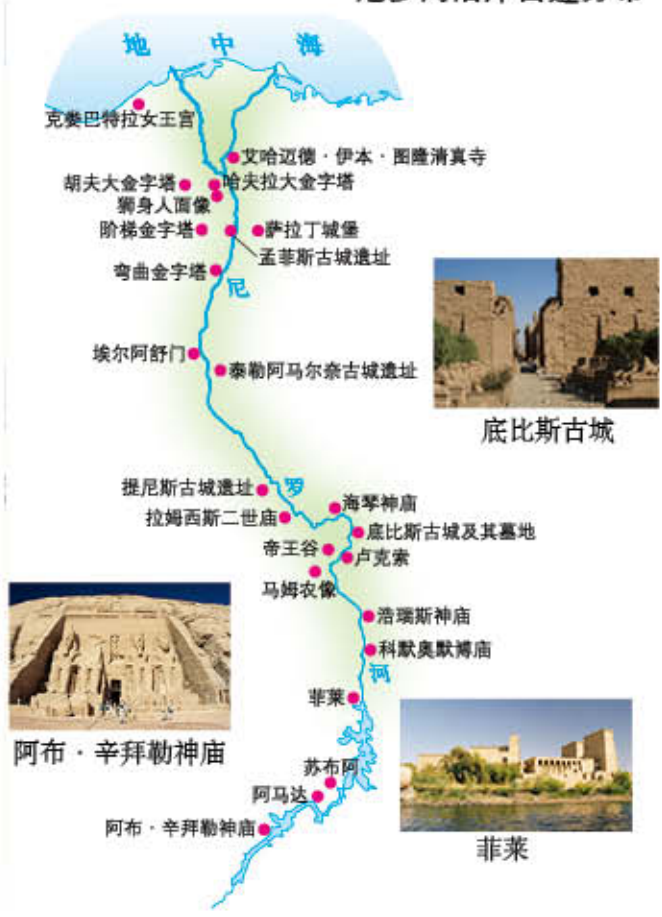 地中海
克娄巴特拉女王宫
艾哈迈德·伊本·图隆清真寺
胡夫大金字塔
哈夫拉大金字塔
狮身人面像
阶梯金字塔
萨拉丁城堡
孟菲斯古城遗址
弯曲金字塔
尼
埃尔阿舒门
泰勒阿马尔奈古城遗址
底比斯古城
提尼斯古城遗址
罗
海琴神庙
拉姆西斯二世庙
底比斯古城及其墓地
帝王谷
卢克索
马姆农像
浩瑞斯神庙
科默奥默博庙
河
菲莱
阿布·辛拜勒神庙
苏布阿
阿马达
阿布·辛拜勒神庙
菲莱